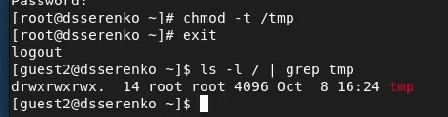 Password:
[root@dsserenko ~]# chmod -t /tmp
[root@dsserenko ~]# exit
logout
[guest2@dsserenko ~]$ ls -l / | grep tmp
drwxrwxrwx.  14 root root 4096 Oct  8 16:24 tmp
[guest2@dsserenko ~]$